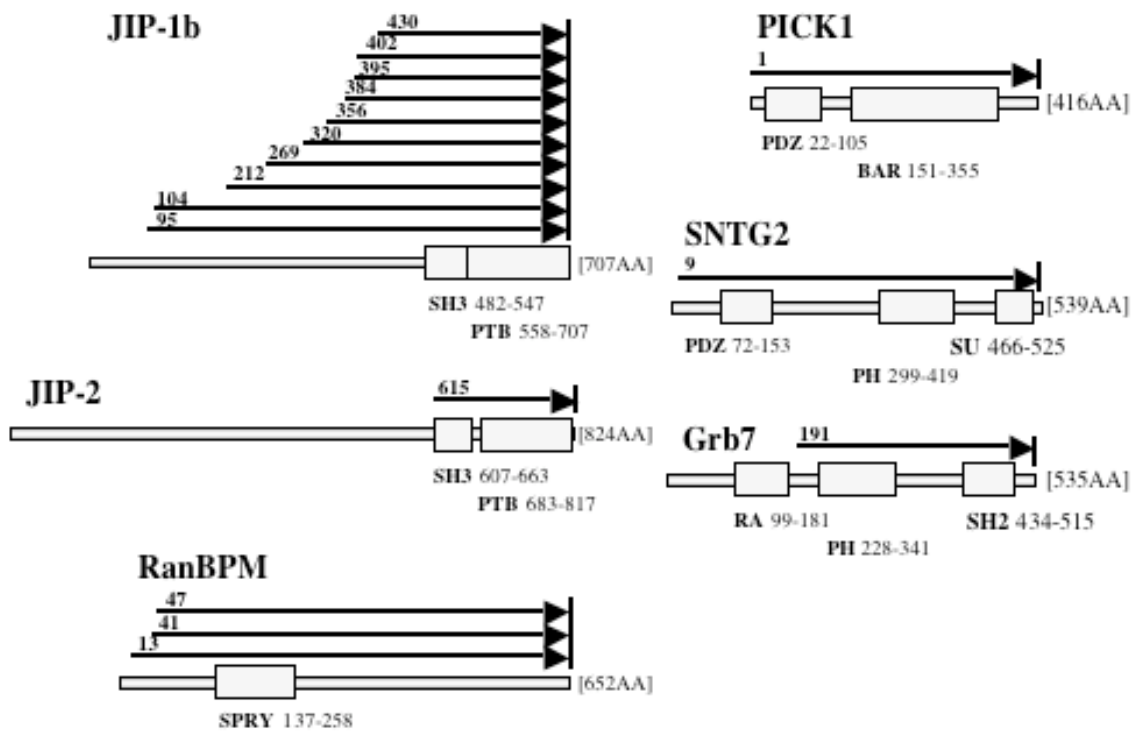 JIP-1b
430
402
395
384
356
320
269
212
104
95
[707AA]
SH3 482-547
PTB 558-707
JIP-2
615
[824AA]
SH3 607-663
PTB 683-817
RanBPM
47
41
13
[652AA]
SPRY 137-258
PICK1
1
[416AA]
PDZ 22-105
BAR 151-355
SNTG2
9
[539AA]
PDZ 72-153
SU 466-525
PH 299-419
Grb7
191
[535AA]
RA 99-181
SH2 434-515
PH 228-341